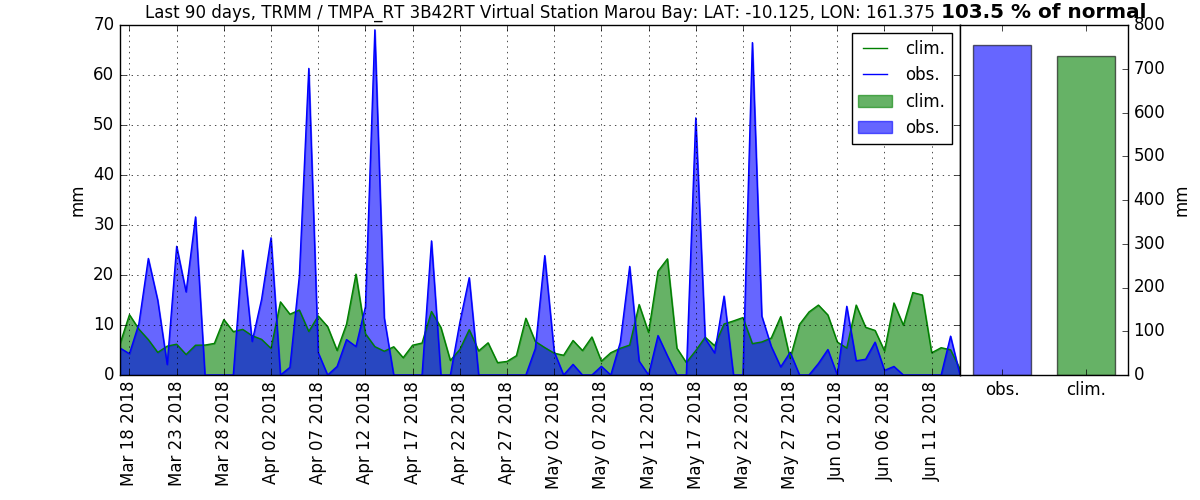 Last 90 days, TRMM / TMPA_RT 3B42RT Virtual Station Marou Bay: LAT: -10.125, LON: 161.375 103.5 % of normal
70
60
50
40
30
20
10
0
mm
clim.
obs.
clim.
obs.
800
700
600
500
400
300
200
100
0
mm
Mar 18 2018
Mar 23 2018
Mar 28 2018
Apr 02 2018
Apr 07 2018
Apr 12 2018
Apr 17 2018
Apr 22 2018
Apr 27 2018
May 02 2018
May 07 2018
May 12 2018
May 17 2018
May 22 2018
May 27 2018
Jun 01 2018
Jun 06 2018
Jun 11 2018
obs.
clim.